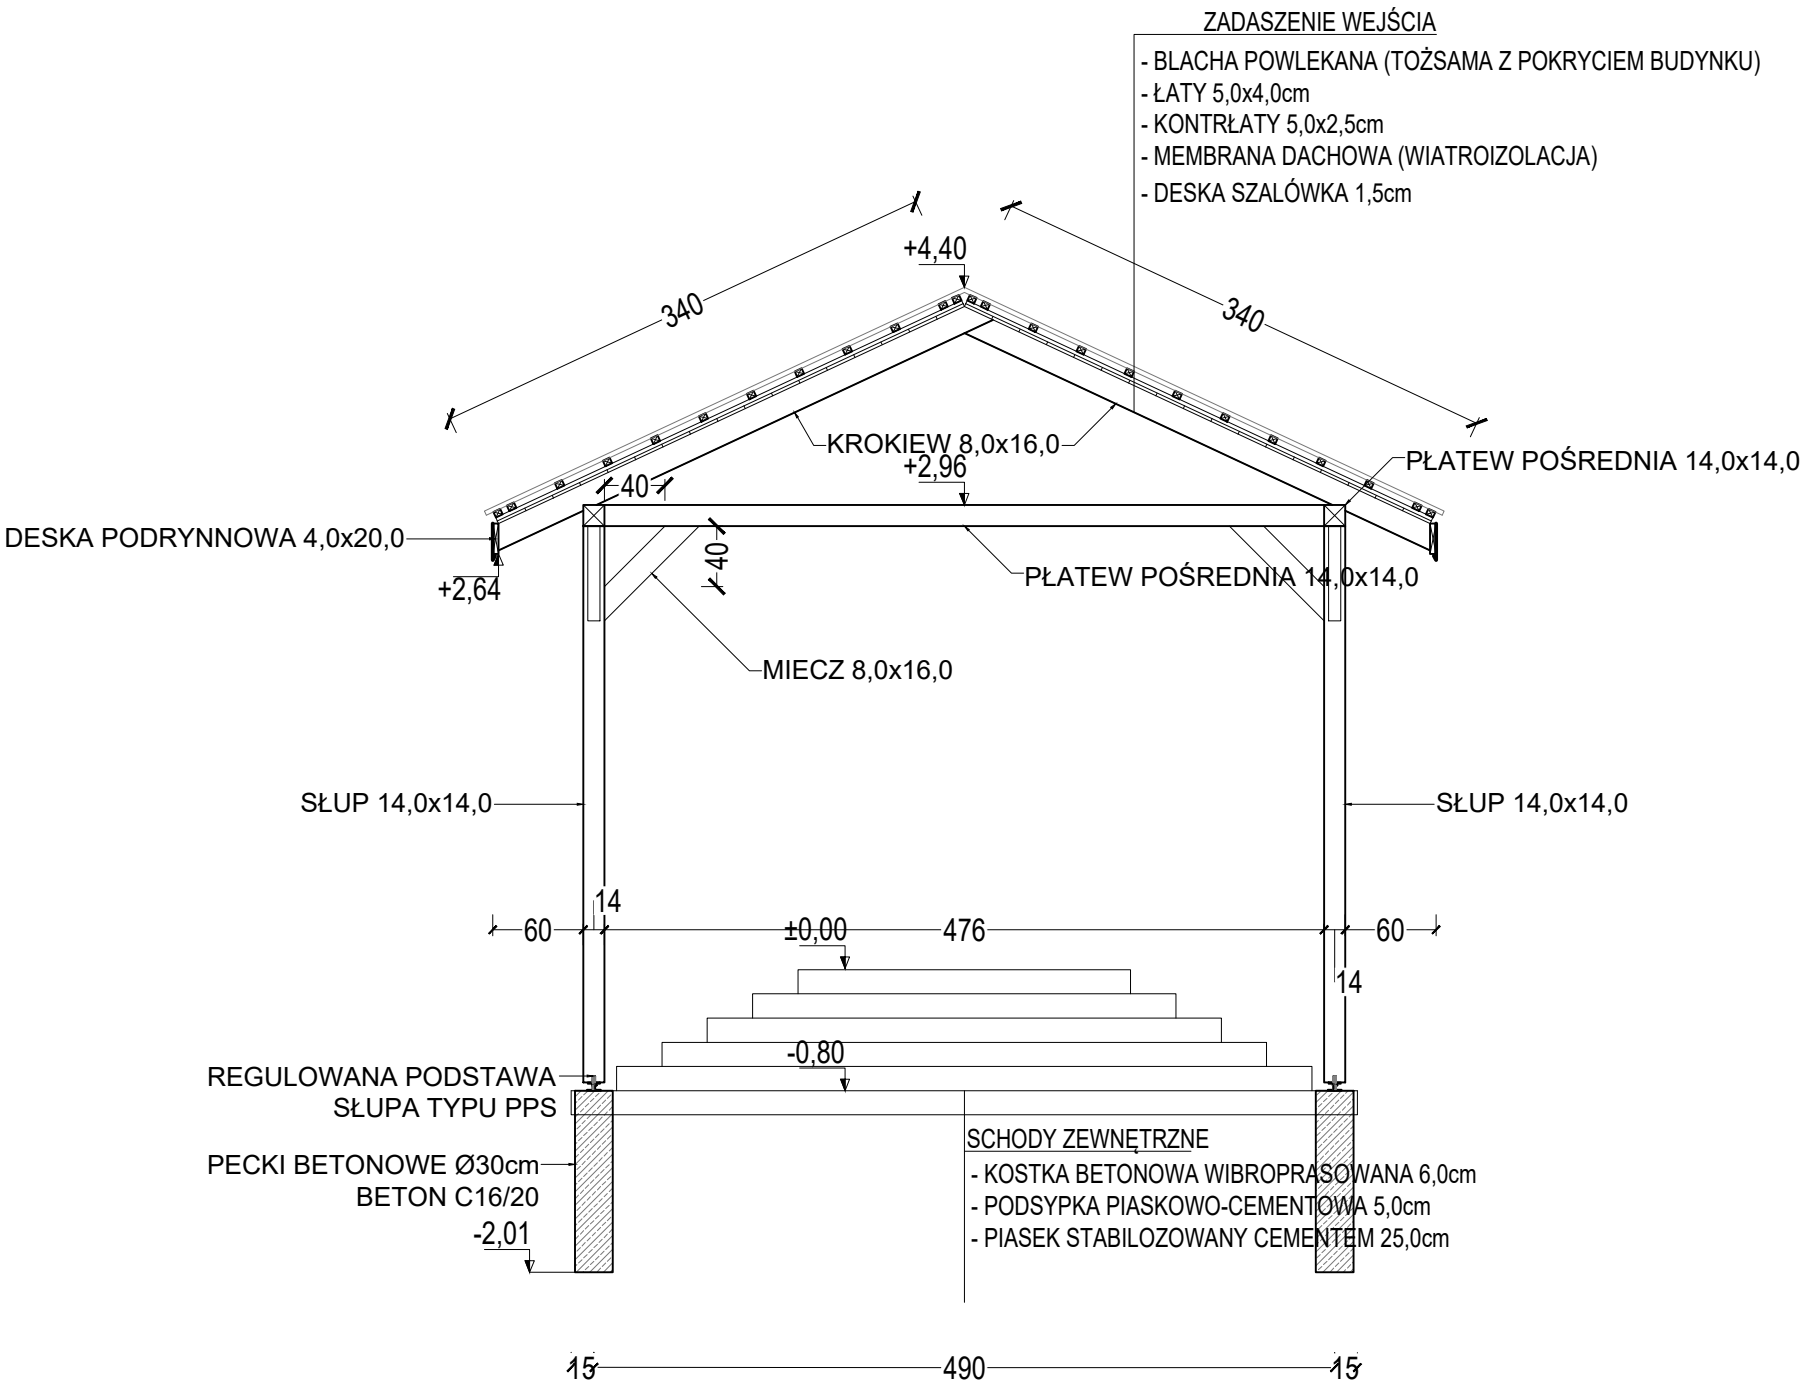 ZADASZENIE WEJŚCIA
- BLACHA POWLEKANA (TOŻSAMA Z POKRYCIEM BUDYNKU)
- ŁATY 5,0x4,0cm
- KONTRŁATY 5,0x2,5cm
- MEMBRANA DACHOWA (WIATROIZOLACJA)
- DESKA SZALÓWKA 1,5cm
+4,40
340
340
KROKIEW 8,0x16,0
+2,96
PŁATEW POŚREDNIA 14,0x14,0
40
DESKA PODRYNNOWA 4,0x20,0
40
+2,64
PŁATEW POŚREDNIA 14,0x14,0
MIECZ 8,0x16,0
SŁUP 14,0x14,0
SŁUP 14,0x14,0
14
60
±0,00
476
60
14
-0,80
REGULOWANA PODSTAWA
SŁUPA TYPU PPS
SCHODY ZEWNĘTRZNE
- KOSTKA BETONOWA WIBROPRASOWANA 6,0cm
- PODSYPKA PIASKOWO-CEMENTOWA 5,0cm
- PIASEK STABILOZOWANY CEMENTEM 25,0cm
PECKI BETONOWE Ø30cm
BETON C16/20
-2,01
15
490
15